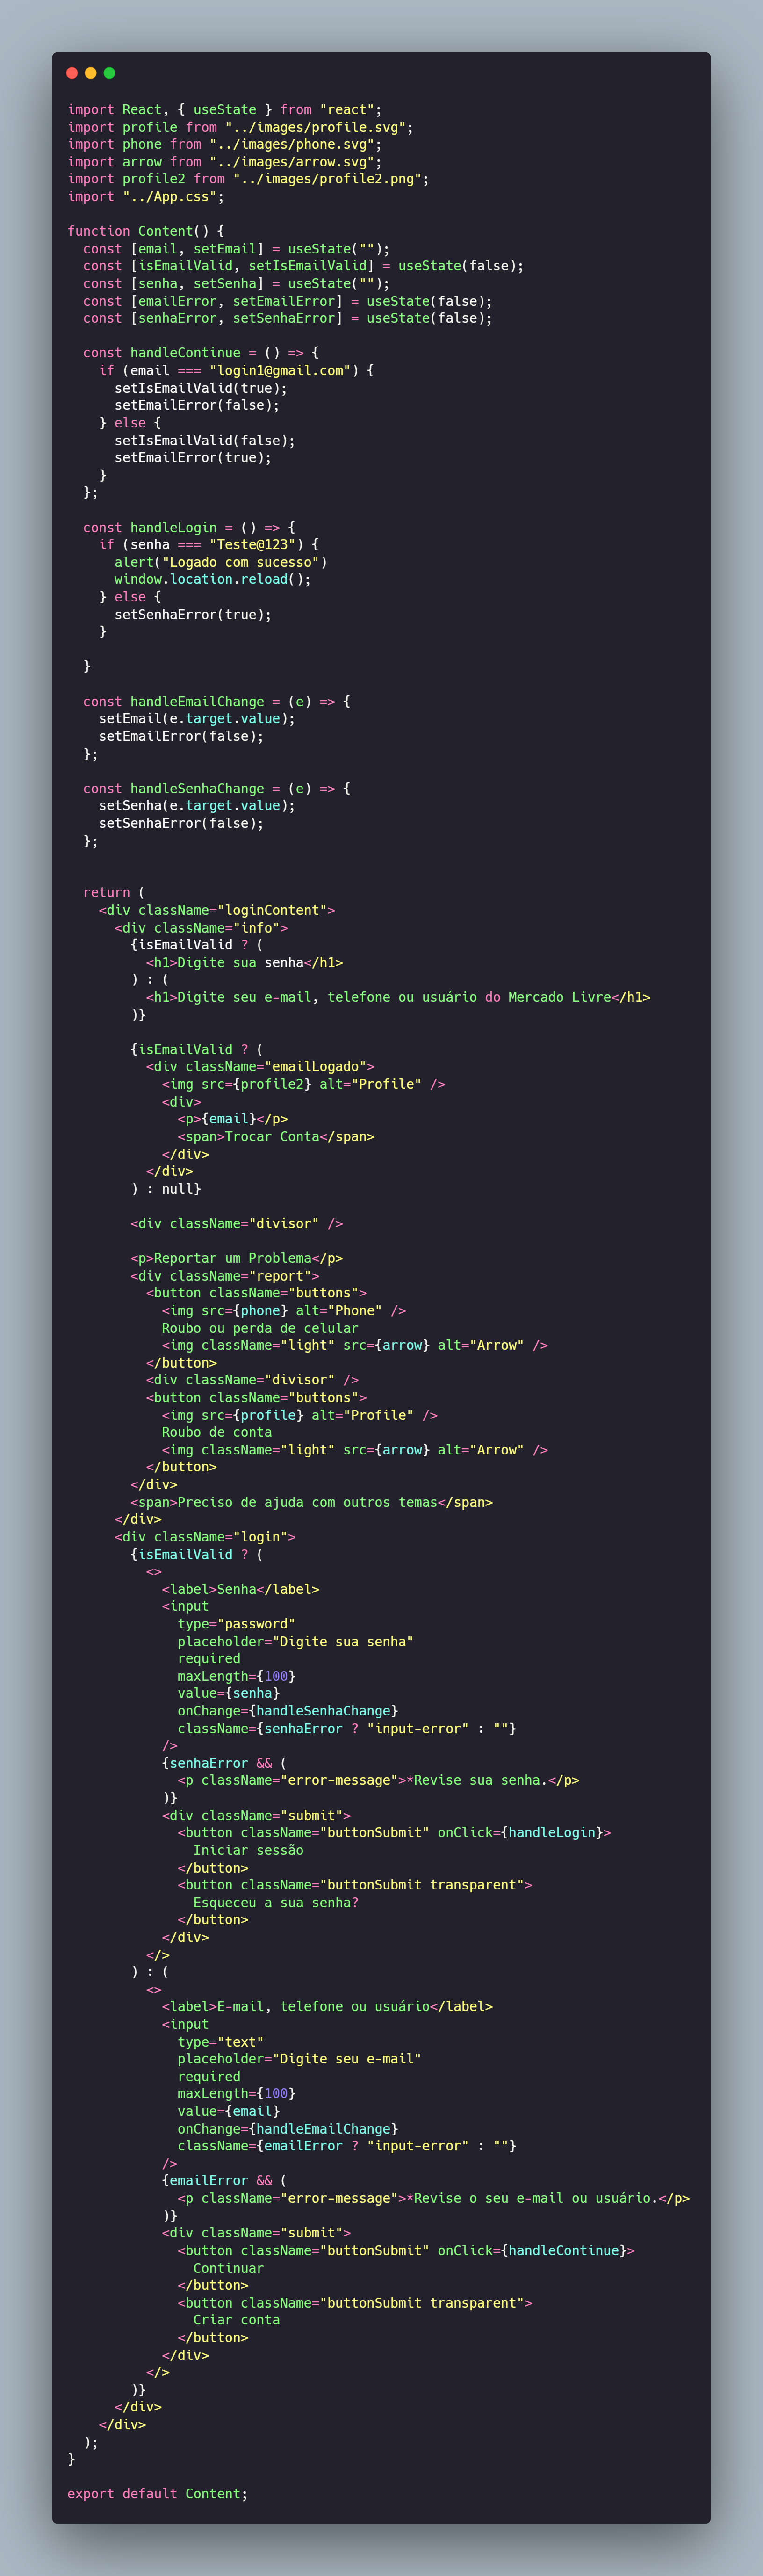 import React, { useState } from "react";
import profile from "../images/profile.svg";
import phone from "../images/phone.svg";
import arrow from "../images/arrow.svg";
import profile2 from "../images/profile2.png";
import "../App.css";

function Content() {
  const [email, setEmail] = useState("");
  const [isEmailValid, setIsEmailValid] = useState(false);
  const [senha, setSenha] = useState("");
  const [emailError, setEmailError] = useState(false);
  const [senhaError, setSenhaError] = useState(false);

  const handleContinue = () => {
    if (email === "login1@gmail.com") {
      setIsEmailValid(true);
      setEmailError(false);
    } else {
      setIsEmailValid(false);
      setEmailError(true);
    }
  };

  const handleLogin = () => {
    if (senha === "Teste@123") {
      alert("Logado com sucesso")
      window.location.reload();
    } else {
      setSenhaError(true);
    }

  }

  const handleEmailChange = (e) => {
    setEmail(e.target.value);
    setEmailError(false);
  };

  const handleSenhaChange = (e) => {
    setSenha(e.target.value);
    setSenhaError(false);
  };


  return (
    <div className="loginContent">
      <div className="info">
        {isEmailValid ? (
          <h1>Digite sua senha</h1>
        ) : (
          <h1>Digite seu e-mail, telefone ou usuário do Mercado Livre</h1>
        )}

        {isEmailValid ? (
          <div className="emailLogado">
            <img src={profile2} alt="Profile" />
            <div>
              <p>{email}</p>
              <span>Trocar Conta</span>
            </div>
          </div>
        ) : null}

        <div className="divisor" />

        <p>Reportar um Problema</p>
        <div className="report">
          <button className="buttons">
            <img src={phone} alt="Phone" />
            Roubo ou perda de celular
            <img className="light" src={arrow} alt="Arrow" />
          </button>
          <div className="divisor" />
          <button className="buttons">
            <img src={profile} alt="Profile" />
            Roubo de conta
            <img className="light" src={arrow} alt="Arrow" />
          </button>
        </div>
        <span>Preciso de ajuda com outros temas</span>
      </div>
      <div className="login">
        {isEmailValid ? (
          <>
            <label>Senha</label>
            <input
              type="password"
              placeholder="Digite sua senha"
              required
              maxLength={100}
              value={senha}
              onChange={handleSenhaChange}
              className={senhaError ? "input-error" : ""}
            />
            {senhaError && (
              <p className="error-message">*Revise sua senha.</p>
            )}
            <div className="submit">
              <button className="buttonSubmit" onClick={handleLogin}>
                Iniciar sessão
              </button>
              <button className="buttonSubmit transparent">
                Esqueceu a sua senha?
              </button>
            </div>
          </>
        ) : (
          <>
            <label>E-mail, telefone ou usuário</label>
            <input
              type="text"
              placeholder="Digite seu e-mail"
              required
              maxLength={100}
              value={email}
              onChange={handleEmailChange}
              className={emailError ? "input-error" : ""}
            />
            {emailError && (
              <p className="error-message">*Revise o seu e-mail ou usuário.</p>
            )}
            <div className="submit">
              <button className="buttonSubmit" onClick={handleContinue}>
                Continuar
              </button>
              <button className="buttonSubmit transparent">
                Criar conta
              </button>
            </div>
          </>
        )}
      </div>
    </div>
  );
}

export default Content;